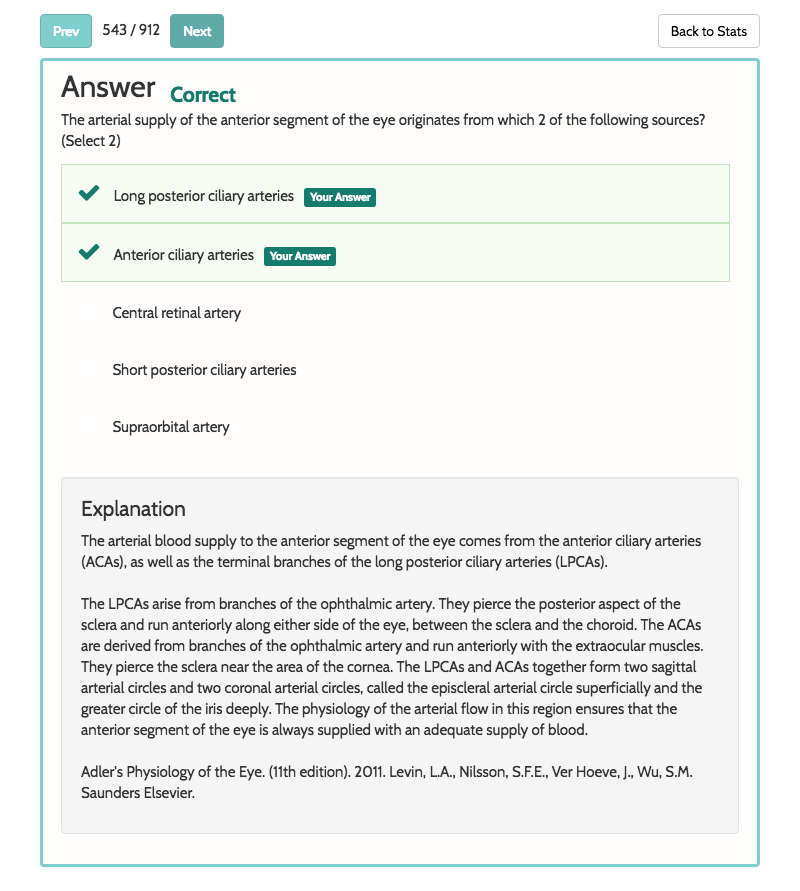 Prev 543 / 912 Next Back to Stats
Answer Correct
The arterial supply of the anterior segment of the eye originates from which 2 of the following sources?
(Select 2)
Long posterior ciliary arteries Your Answer
Anterior ciliary arteries Your Answer
Central retinal artery
Short posterior ciliary arteries
Supraorbital artery
Explanation
The arterial blood supply to the anterior segment of the eye comes from the anterior ciliary arteries
(ACAs), as well as the terminal branches of the long posterior ciliary arteries (LPCAs).
The LPCAs arise from branches of the ophthalmic artery. They pierce the posterior aspect of the
sclera and run anteriorly along either side of the eye, between the sclera and the choroid. The ACAs
are derived from branches of the ophthalmic artery and run anteriorly with the extraocular muscles.
They pierce the sclera near the area of the cornea. The LPCAs and ACAs together form two sagittal
arterial circles and two coronal arterial circles, called the episcleral arterial circle superficially and the
greater circle of the iris deeply. The physiology of the arterial flow in this region ensures that the
anterior segment of the eye is always supplied with an adequate supply of blood.
Adler's Physiology of the Eye. (11th edition). 2011. Levin, L.A., Nilsson, S.F.E., Ver Hoeve, J., Wu, S.M.
Saunders Elsevier.